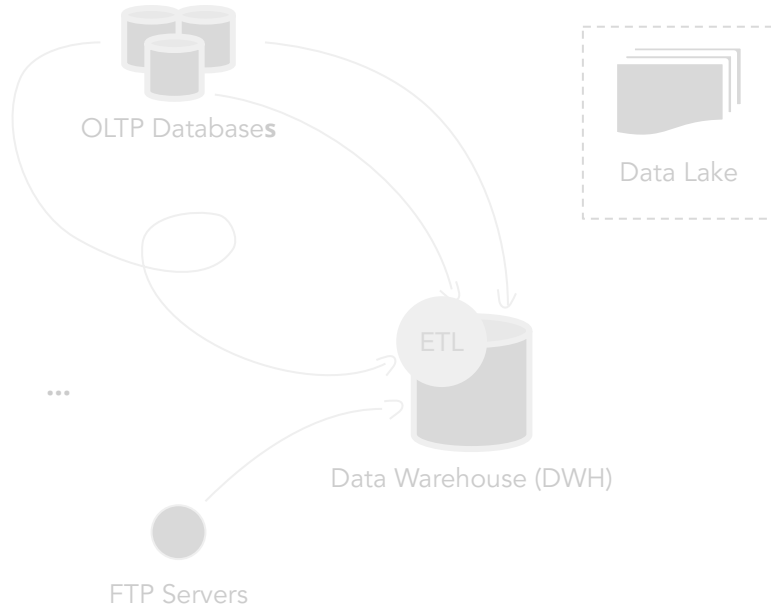 OLTP Databases
Data Lake
ETL
...
Data Warehouse (DWH)
FTP Servers